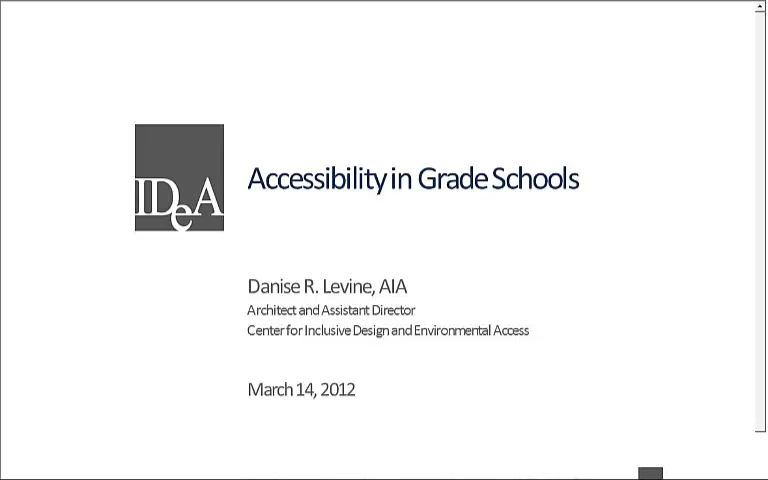 IDeA
Accessibility in Grade Schools
Danise R. Levine, AIA
Architect and Assistant Director
Center for Inclusive Design and Environmental Access
March 14, 2012